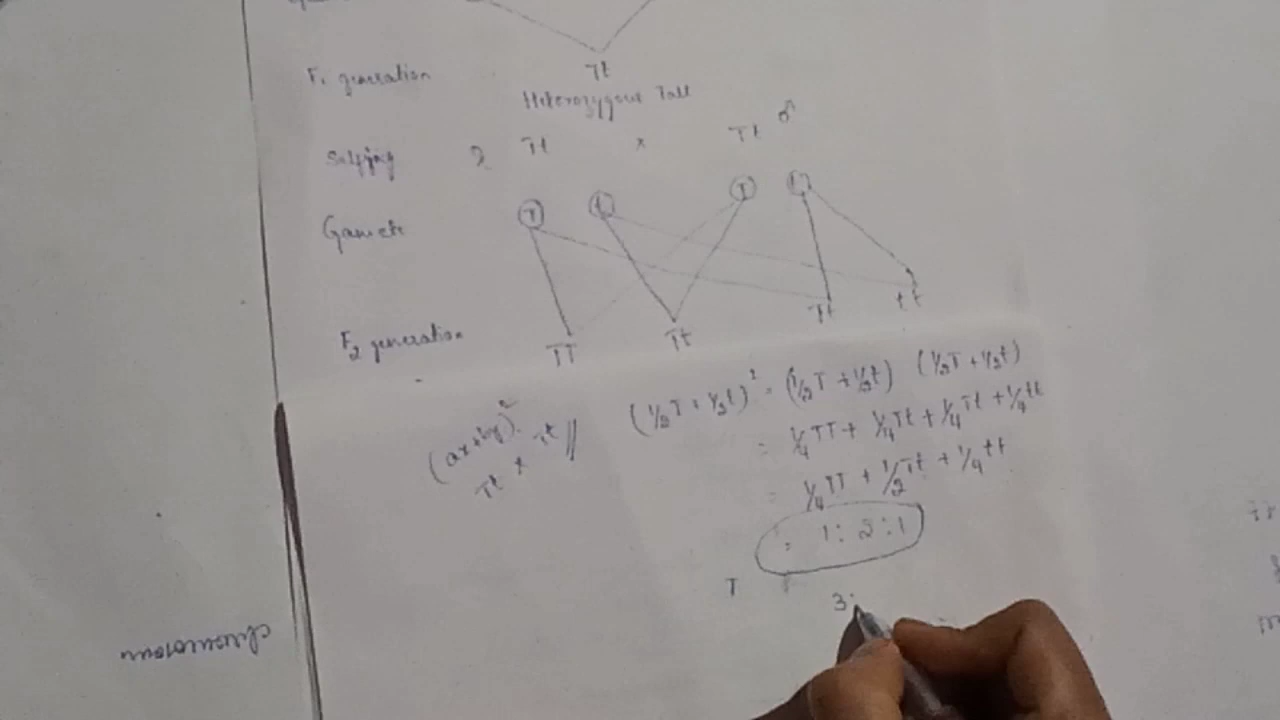 F1 generation Tt
Heterozygous Tall
Selfing ♀ Tt x Tt ♂
Gamete T t T t
F2 generation TT Tt Tt tt
(ax+by)²
Tt x Tt //
(1/2T + 1/2t)² = (1/2T + 1/2t) (1/2T + 1/2t)
= 1/4TT + 1/4Tt + 1/4Tt + 1/4tt
= 1/4TT + 1/2Tt + 1/4tt
1:2:1
T
3: